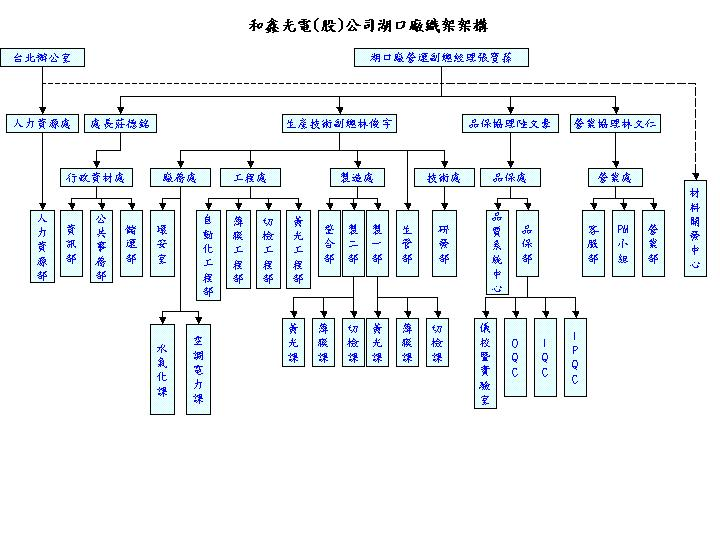 和鑫光電(股)公司湖口廠織架架構
台北辦公室
湖口廠營運副總經理張寶蓀
人力資源處
處長莊德銘
生產技術副總林俊宇
品保協理陸文豪
營業協理林文仁
行政資材處
廠務處
工程處
製造處
技術處
品保處
營業處
人力資源部
資訊部
公共事務部
儲運部
環安室
自動化工程部
薄膜工程部
切檢工程部
黃光工程部
整合部
製二部
製一部
生管部
研發部
品質系統中心
品保部
客服部
PM小組
營業部
材料開發中心
水氣化課
空調電力課
黃光課
薄膜課
切檢課
黃光課
薄膜課
切檢課
儀校暨實驗室
OQC
IQC
IPQC